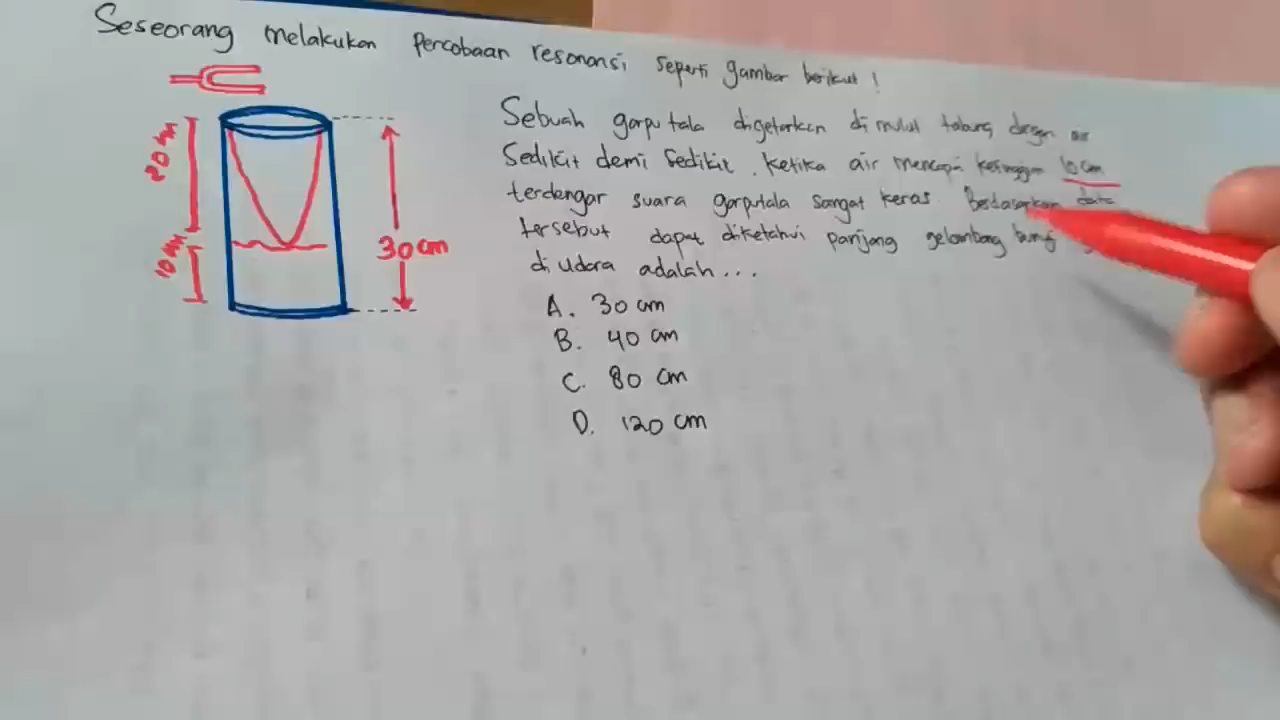 Seseorang melakukan percobaan resonansi seperti gambar berikut!
20 cm
10 cm
30 cm
Sebuah garputala digetarkan di mulut tabung dengan air
Sedikit demi sedikit. Ketika air mencapai ketinggian 10 cm
terdengar suara garputala sangat keras. Berdasarkan data
tersebut dapat diketahui panjang gelombang bunyi
di udara adalah ...
A. 30 cm
B. 40 cm
C. 80 cm
D. 120 cm